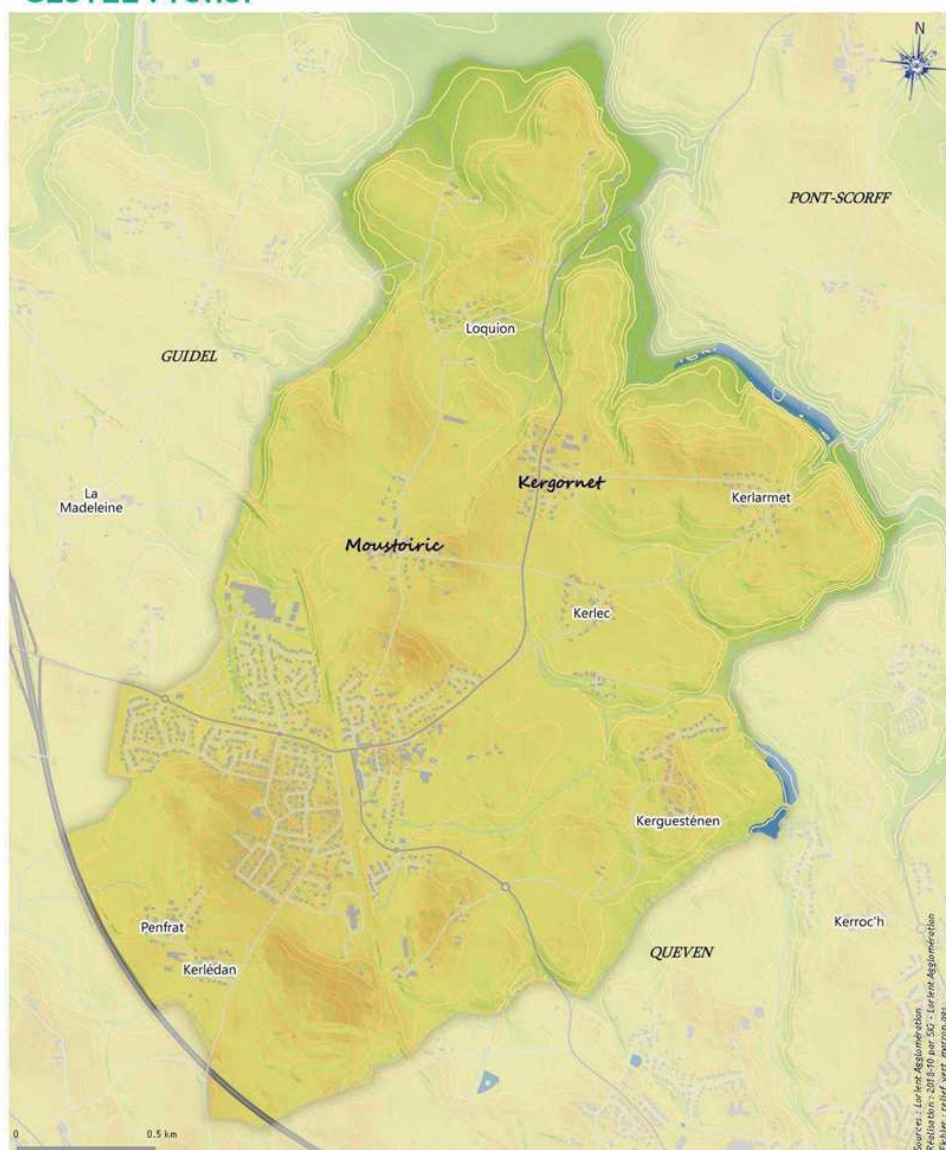 N
PONT-SCORFF
Loquion
GUIDEL
Kergornet
Kerlarmet
La
Madeleine
Moustoiric
Kerlec
Kerguesténen
Kerroc'h
Penfrat
QUEVEN
Kerlédan
0 0.5 km
Sources : Lorient Agglomération
Réalisation : 2018-10 par SIG - Lorient Agglomération